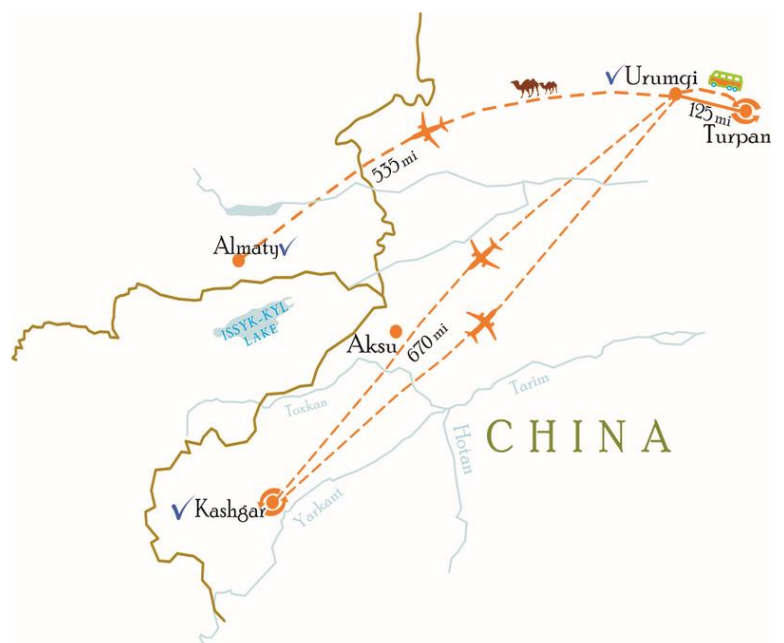 Urumqi
125 mi
Turpan
535 mi
Almaty
ISSYK-KYL
LAKE
Aksu
670 mi
Tarim
Toxkan
Hotan
CHINA
Kashgar
Yarkant